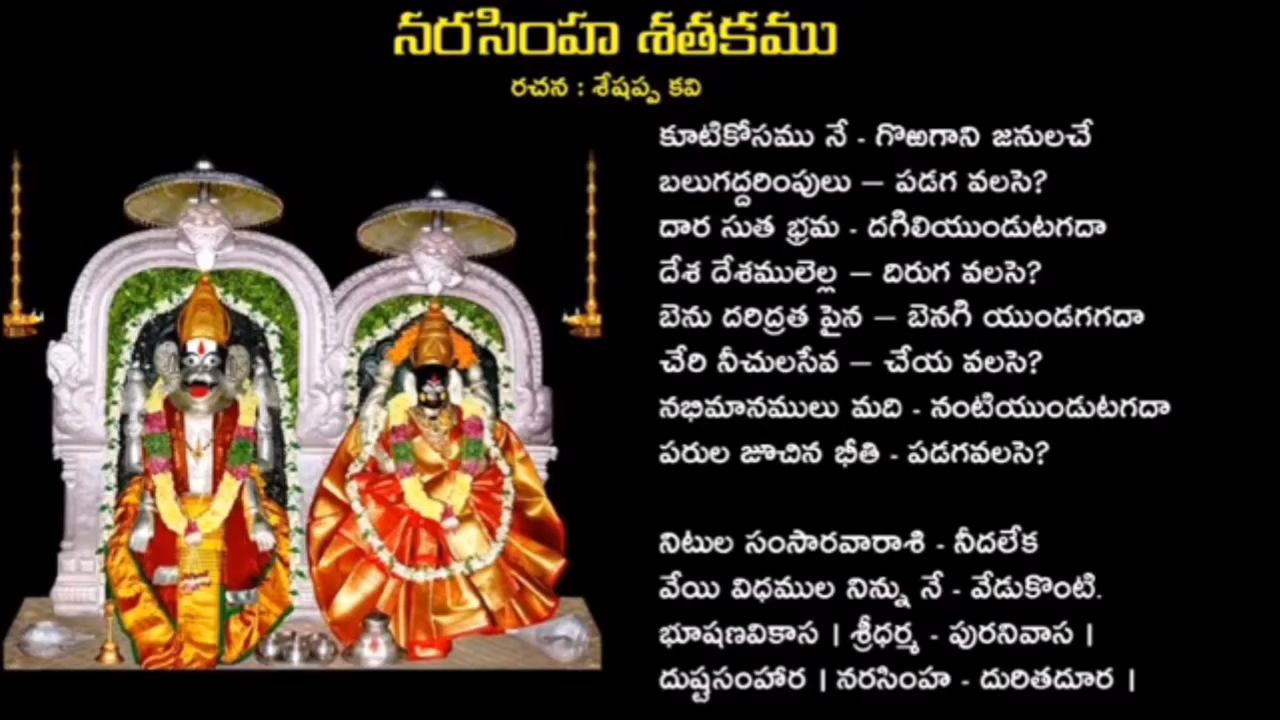 నరసింహ శతకము
రచన : శేషప్ప కవి
కూటికోసము నే - గొఱగాని జనులచే
బలుగద్దరింపులు – పడగ వలసె?
దార సుత భ్రమ - దగిలియుండుటగదా
దేశ దేశములెల్ల – దిరుగ వలసె?
బెను దరిద్రత పైన – బెనగి యుండగగదా
చేరి నీచులసేవ – చేయ వలసె?
నభిమానములు మది - నంటియుండుటగదా
పరుల జూచిన భీతి - పడగవలసె?
నిటుల సంసారవారాశి - నీదలేక
వేయి విధముల నిన్ను నే - వేడుకొంటి.
భూషణవికాస | శ్రీధర్మ - పురనివాస |
దుష్టసంహార | నరసింహ - దురితదూర |